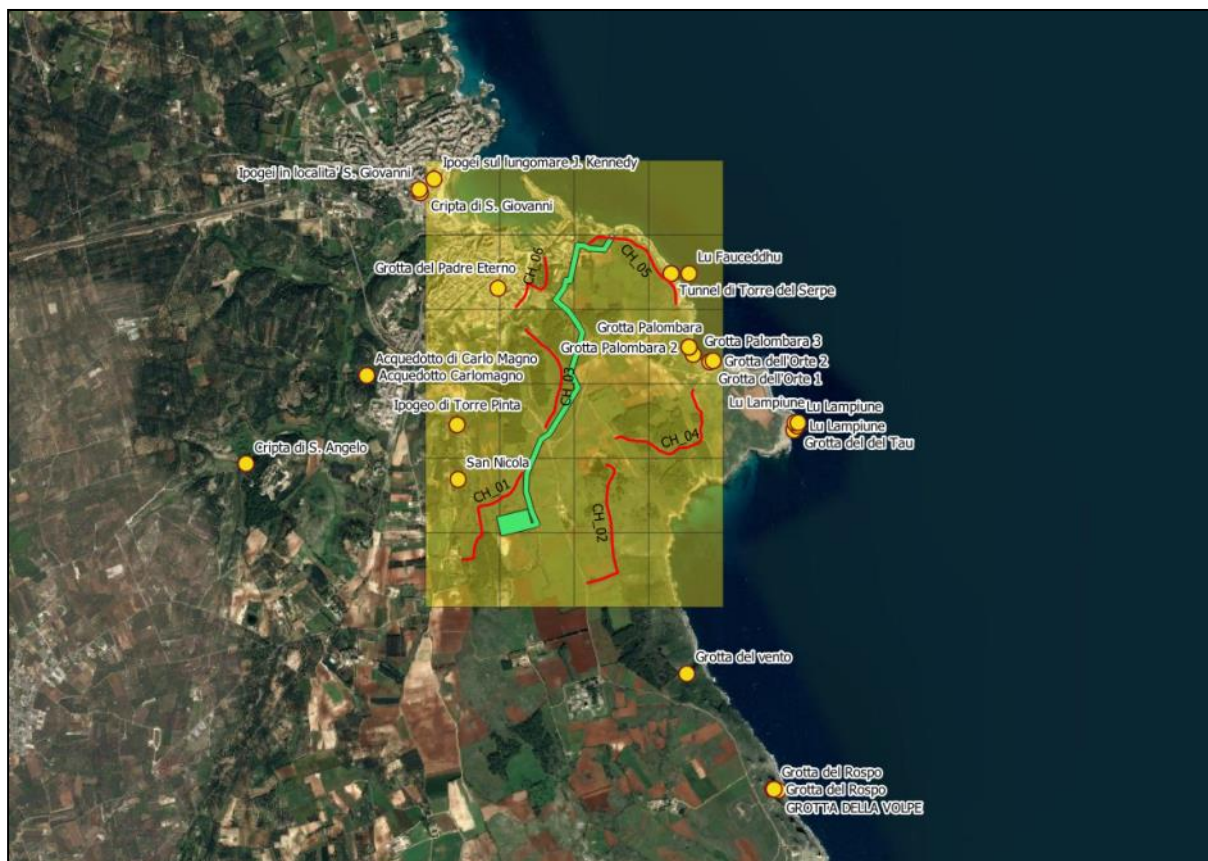 Ipogei sul lungomare J. Kennedy
Ipogei in localita' S. Giovanni
Cripta di S. Giovanni
Grotta del Padre Eterno
CH_06
CH_05
Lu Fauceddhu
Tunnel di Torre del Serpe
Grotta Palombara
Grotta Palombara 3
Grotta Palombara 2
Grotta dell'Orte 2
Grotta dell'Orte 1
Acquedotto di Carlo Magno
Acquedotto Carlomagno
CH_03
Ipogeo di Torre Pinta
Lu Lampiune
Lu Lampiune
Lu Lampiune
Grotta del del Tau
CH_04
Cripta di S. Angelo
San Nicola
CH_01
CH_02
Grotta del vento
Grotta del Rospo
Grotta del Rospo
GROTTA DELLA VOLPE